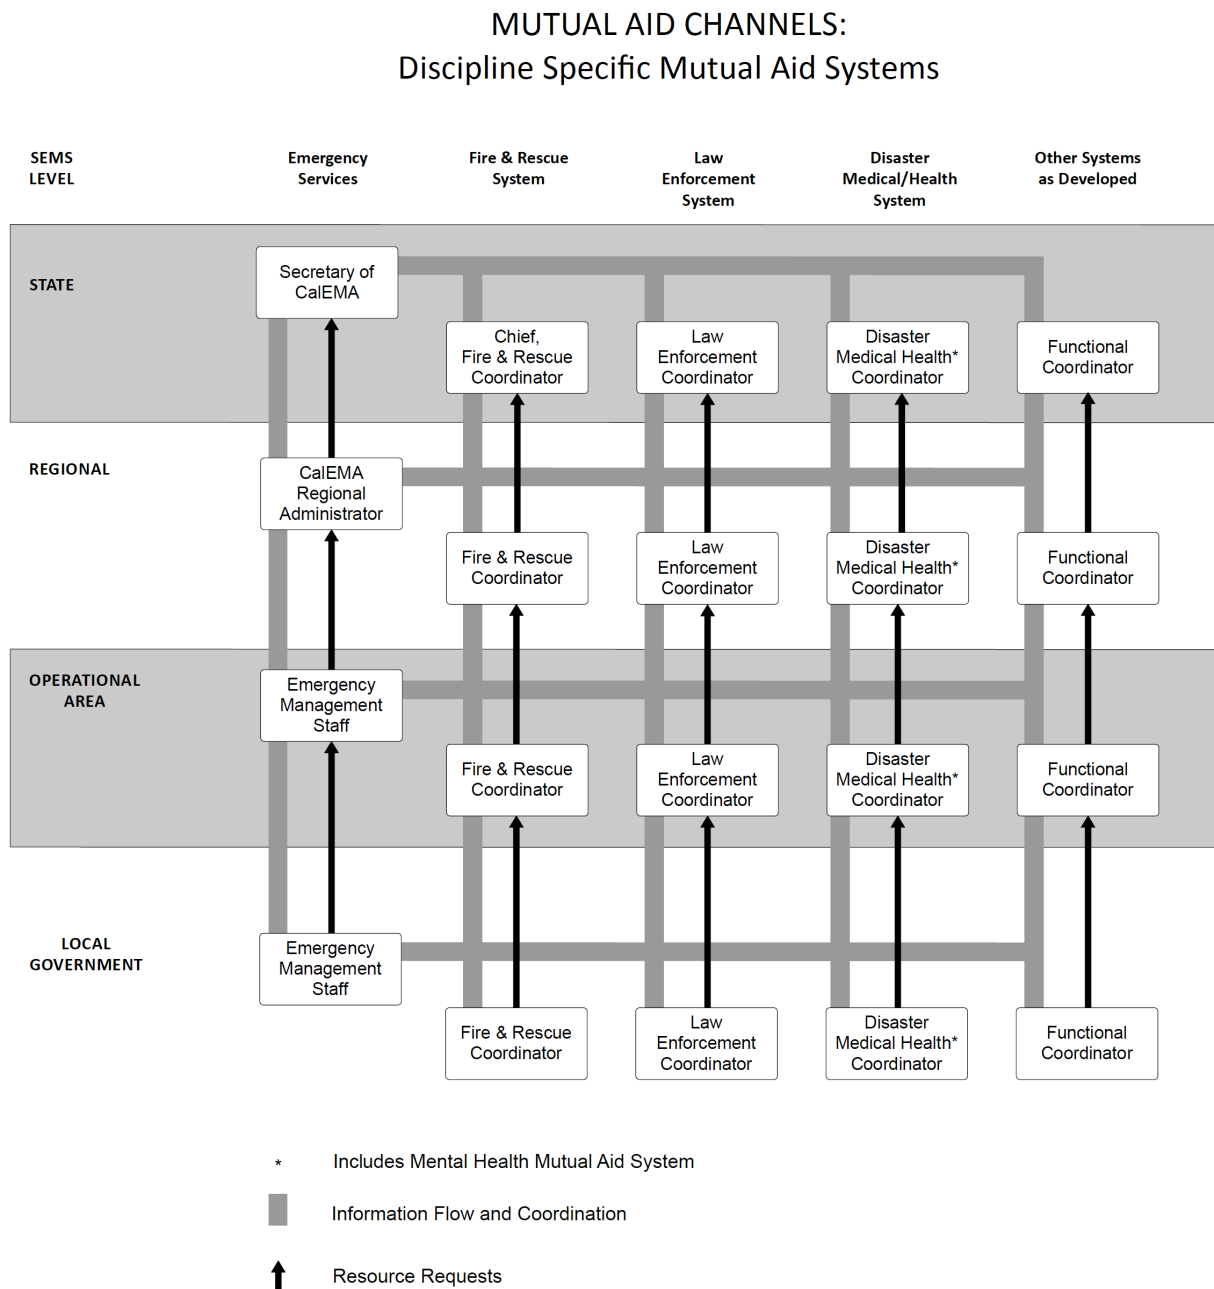 MUTUAL AID CHANNELS:
Discipline Specific Mutual Aid Systems
SEMS
LEVEL
Emergency
Services
Fire & Rescue
System
Law
Enforcement
System
Disaster
Medical/Health
System
Other Systems
as Developed
STATE
Secretary of
CalEMA
Chief,
Fire & Rescue
Coordinator
Law
Enforcement
Coordinator
Disaster
Medical Health*
Coordinator
Functional
Coordinator
REGIONAL
CalEMA
Regional
Administrator
Fire & Rescue
Coordinator
Law
Enforcement
Coordinator
Disaster
Medical Health*
Coordinator
Functional
Coordinator
OPERATIONAL
AREA
Emergency
Management
Staff
Fire & Rescue
Coordinator
Law
Enforcement
Coordinator
Disaster
Medical Health*
Coordinator
Functional
Coordinator
LOCAL
GOVERNMENT
Emergency
Management
Staff
Fire & Rescue
Coordinator
Law
Enforcement
Coordinator
Disaster
Medical Health*
Coordinator
Functional
Coordinator
* Includes Mental Health Mutual Aid System
Information Flow and Coordination
Resource Requests